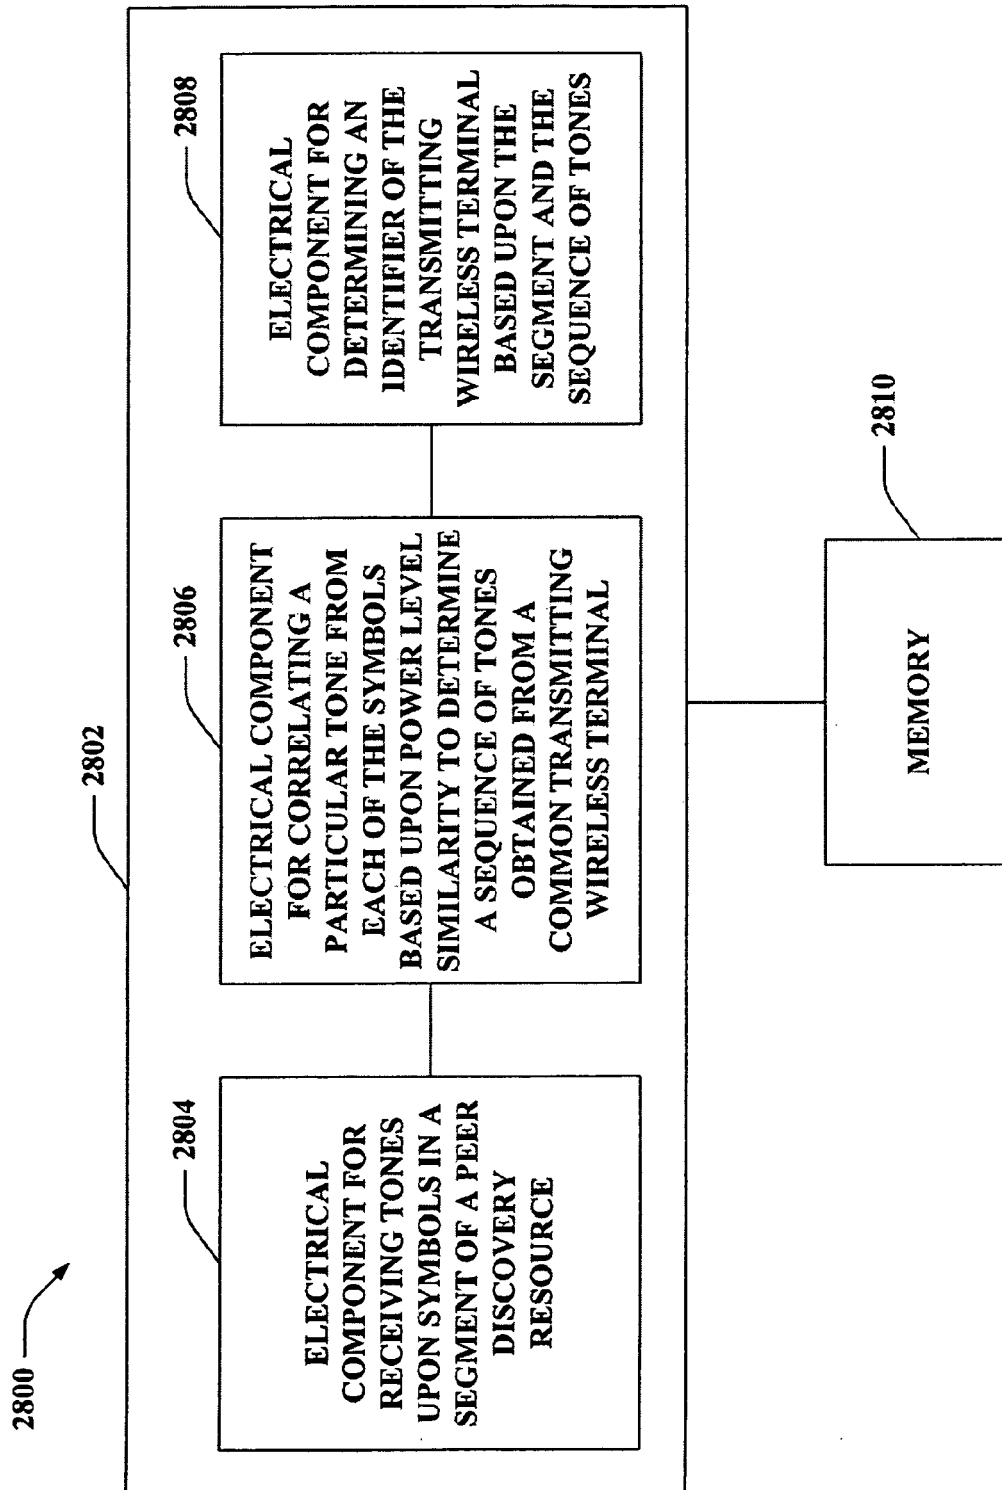 2800
2802
2804
ELECTRICAL
COMPONENT FOR
RECEIVING TONES
UPON SYMBOLS IN A
SEGMENT OF A PEER
DISCOVERY
RESOURCE
2806
ELECTRICAL COMPONENT
FOR CORRELATING A
PARTICULAR TONE FROM
EACH OF THE SYMBOLS
BASED UPON POWER LEVEL
SIMILARITY TO DETERMINE
A SEQUENCE OF TONES
OBTAINED FROM A
COMMON TRANSMITTING
WIRELESS TERMINAL
2808
ELECTRICAL
COMPONENT FOR
DETERMINING AN
IDENTIFIER OF THE
TRANSMITTING
WIRELESS TERMINAL
BASED UPON THE
SEGMENT AND THE
SEQUENCE OF TONES
2810
MEMORY